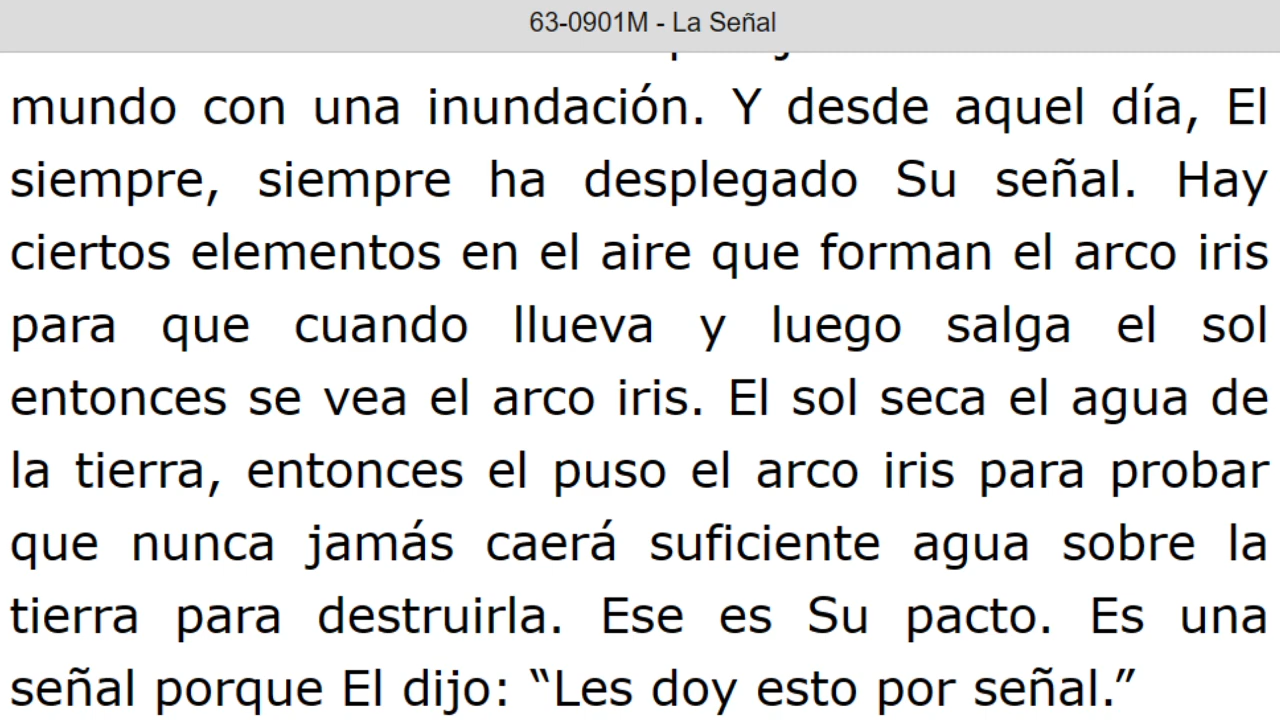 63-0901M - La Señal
mundo con una inundación. Y desde aquel día, El
siempre, siempre ha desplegado Su señal. Hay
ciertos elementos en el aire que forman el arco iris
para que cuando llueva y luego salga el sol
entonces se vea el arco iris. El sol seca el agua de
la tierra, entonces el puso el arco iris para probar
que nunca jamás caerá suficiente agua sobre la
tierra para destruirla. Ese es Su pacto. Es una
señal porque El dijo: “Les doy esto por señal.”